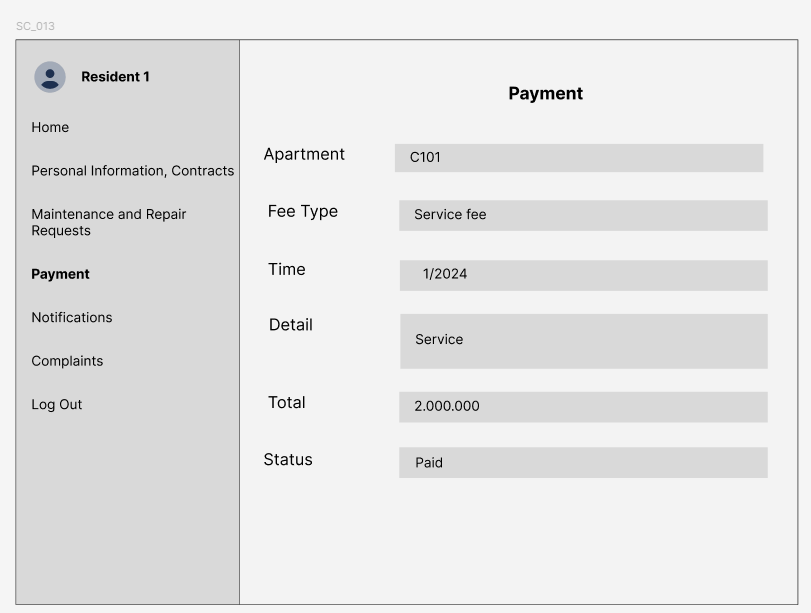 SC_013
Resident 1
Home
Personal Information, Contracts
Maintenance and Repair
Requests
Payment
Notifications
Complaints
Log Out
Payment
Apartment
C101
Fee Type
Service fee
Time
1/2024
Detail
Service
Total
2.000.000
Status
Paid